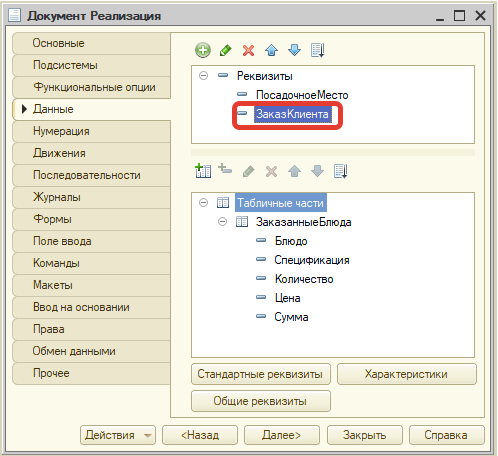 Документ Реализация
Основные
Подсистемы
Функциональные опции
Данные
Нумерация
Движения
Последовательности
Журналы
Формы
Поле ввода
Команды
Макеты
Ввод на основании
Права
Обмен данными
Прочее
Реквизиты
ПосадочноеМесто
ЗаказКлиента
Табличные части
ЗаказанныеБлюда
Блюдо
Спецификация
Количество
Цена
Сумма
Стандартные реквизиты
Характеристики
Общие реквизиты
Действия
<Назад
Далее>
Закрыть
Справка